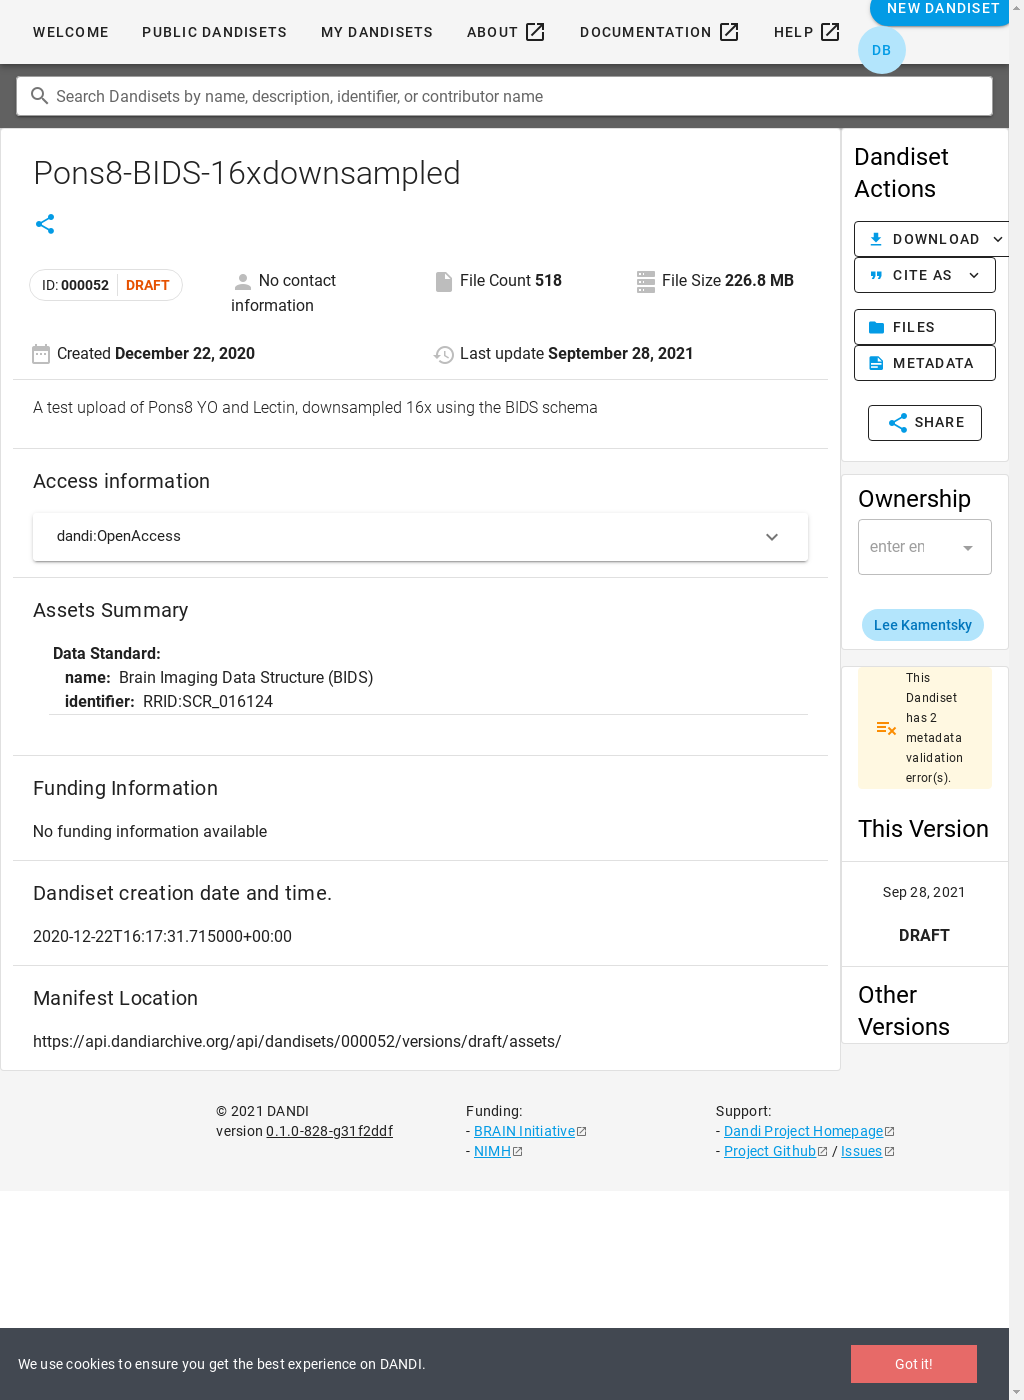 WELCOME PUBLIC DANDISETS MY DANDISETS ABOUT DOCUMENTATION HELP NEW DANDISET
DB
Search Dandisets by name, description, identifier, or contributor name
Pons8-BIDS-16xdownsampled
ID: 000052 DRAFT
No contact information
File Count 518
File Size 226.8 MB
Created December 22, 2020
Last update September 28, 2021
A test upload of Pons8 YO and Lectin, downsampled 16x using the BIDS schema
Access information
dandi:OpenAccess
Assets Summary
Data Standard:
name: Brain Imaging Data Structure (BIDS)
identifier: RRID:SCR_016124
Funding Information
No funding information available
Dandiset creation date and time.
2020-12-22T16:17:31.715000+00:00
Manifest Location
https://api.dandiarchive.org/api/dandisets/000052/versions/draft/assets/
Dandiset
Actions
DOWNLOAD
CITE AS
FILES
METADATA
SHARE
Ownership
enter en
Lee Kamentsky
This
Dandiset
has 2
metadata
validation
error(s).
This Version
Sep 28, 2021
DRAFT
Other
Versions
© 2021 DANDI
version 0.1.0-828-g31f2ddf
Funding:
- BRAIN Initiative
- NIMH
Support:
- Dandi Project Homepage
- Project Github / Issues
We use cookies to ensure you get the best experience on DANDI.
Got it!